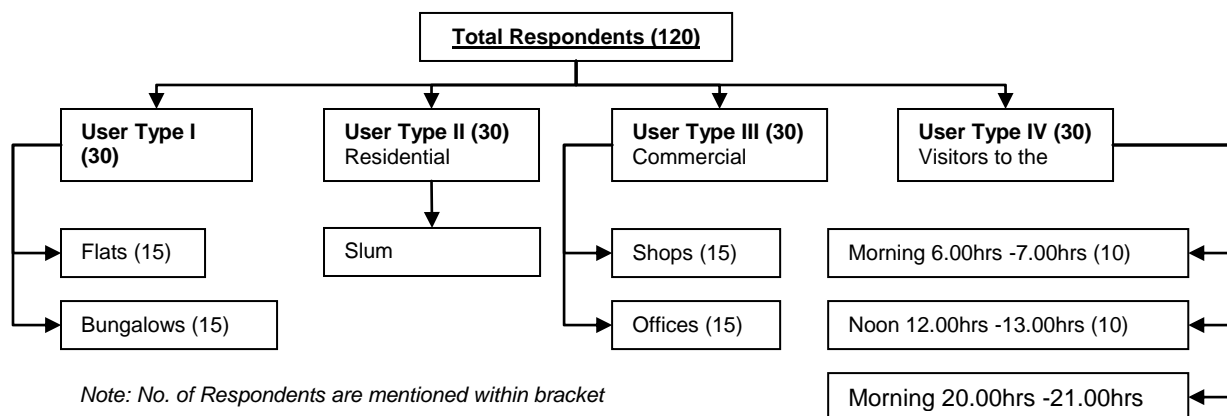 Total Respondents (120)
User Type I
(30)
User Type II (30)
Residential
User Type III (30)
Commercial
User Type IV (30)
Visitors to the
Flats (15)
Slum
Shops (15)
Morning 6.00hrs -7.00hrs (10)
Bungalows (15)
Offices (15)
Noon 12.00hrs -13.00hrs (10)
Note: No. of Respondents are mentioned within bracket
Morning 20.00hrs -21.00hrs